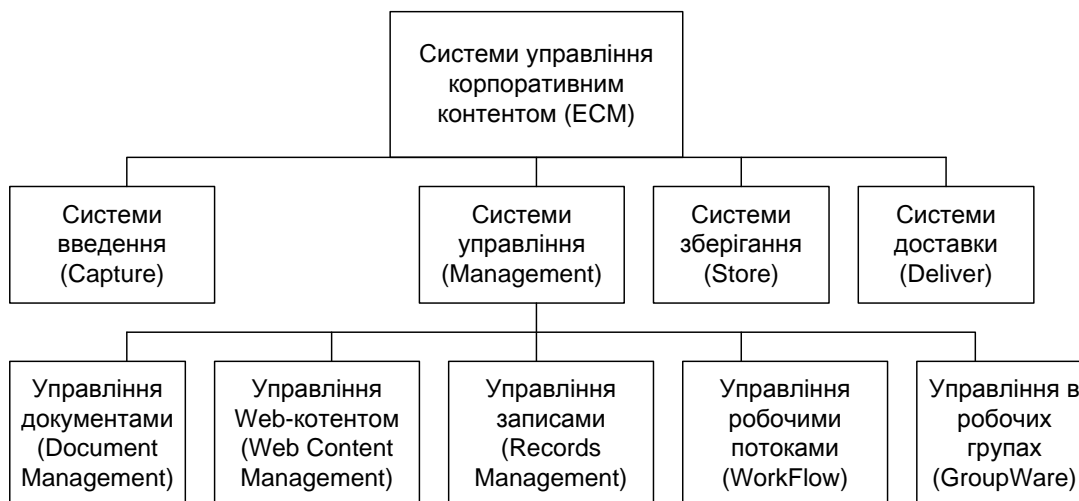 Системи управління
корпоративним
контентом (ECM)
Системи
введення
(Capture)
Системи
управління
(Management)
Системи
зберігання
(Store)
Системи
доставки
(Deliver)
Управління
документами
(Document
Management)
Управління
Web-котентом
(Web Content
Management)
Управління
записами
(Records
Management)
Управління
робочими
потоками
(WorkFlow)
Управління в
робочих
групах
(GroupWare)